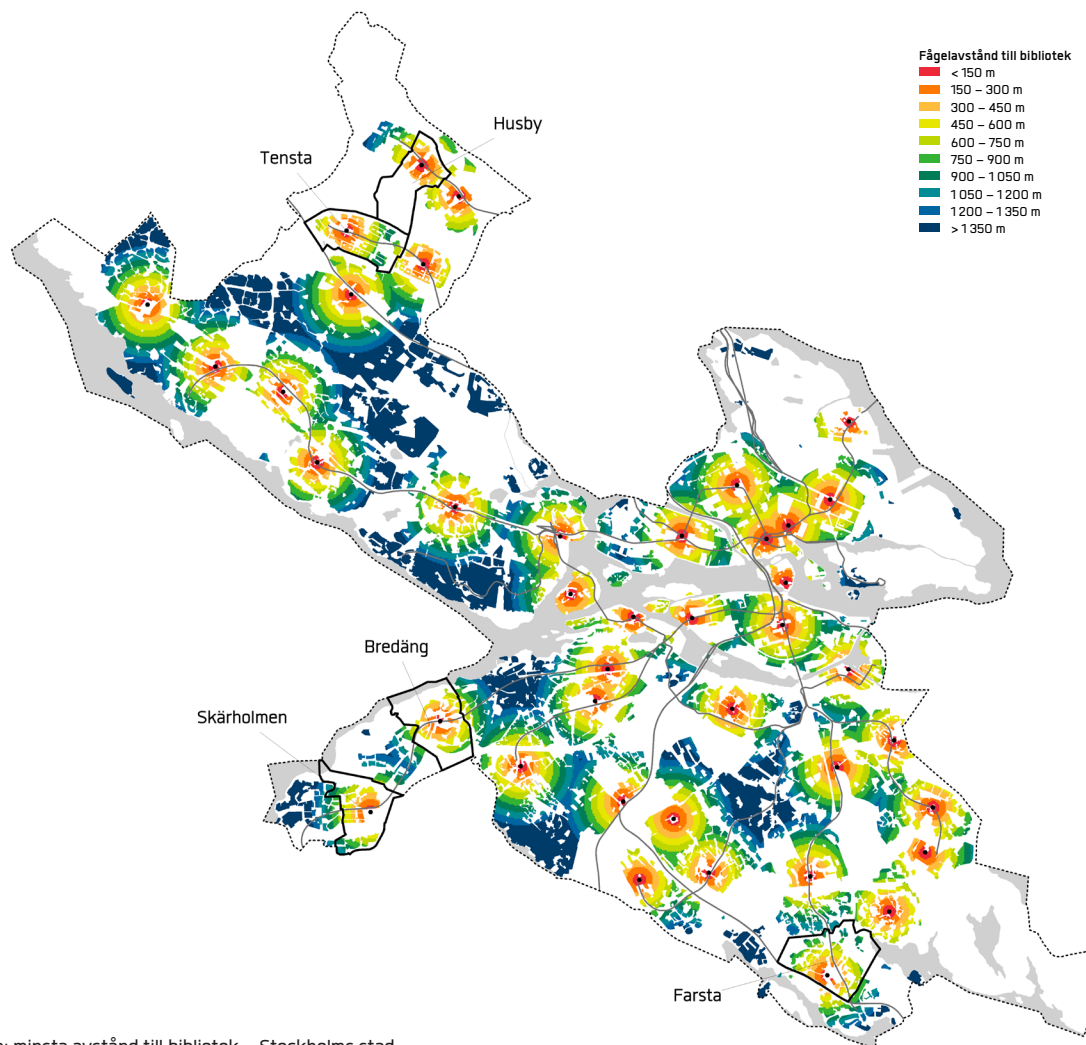 Fågelavstånd till bibliotek
< 150 m
150 – 300 m
300 – 450 m
450 – 600 m
600 – 750 m
750 – 900 m
900 – 1 050 m
1 050 – 1 200 m
1 200 – 1 350 m
> 1 350 m
Husby
Tensta
Bredäng
Skärholmen
Farsta
minsta avstånd till bibliotek – Stockholms stad